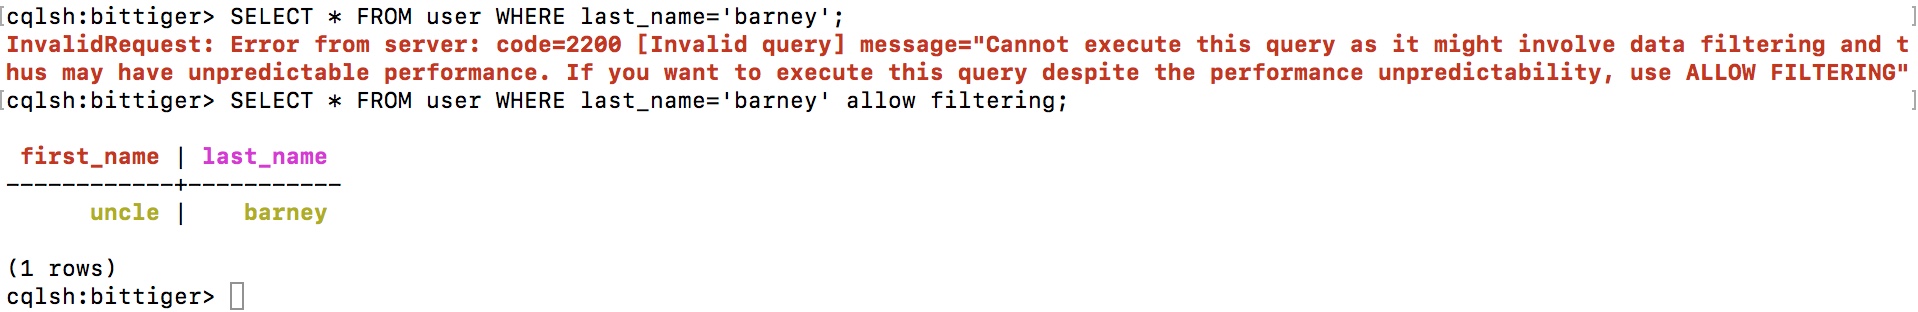 [cqlsh:bittiger> SELECT * FROM user WHERE last_name='barney'; ]
InvalidRequest: Error from server: code=2200 [Invalid query] message="Cannot execute this query as it might involve data filtering and t
hus may have unpredictable performance. If you want to execute this query despite the performance unpredictability, use ALLOW FILTERING"
[cqlsh:bittiger> SELECT * FROM user WHERE last_name='barney' allow filtering; ]
first_name | last_name
------------+-----------
uncle | barney
(1 rows)
cqlsh:bittiger>